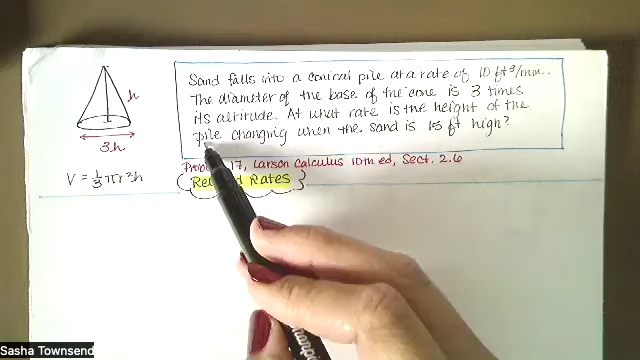 Sand falls into a conical pile at a rate of 10 ft³/min.
The diameter of the base of the cone is 3 times
its altitude. At what rate is the height of the
pile changing when the sand is 15 ft high?
17, Larson Calculus 10th ed, Sect. 2.6
Rates
h
3h
V = 1/3 πr²h
Sasha Townsend